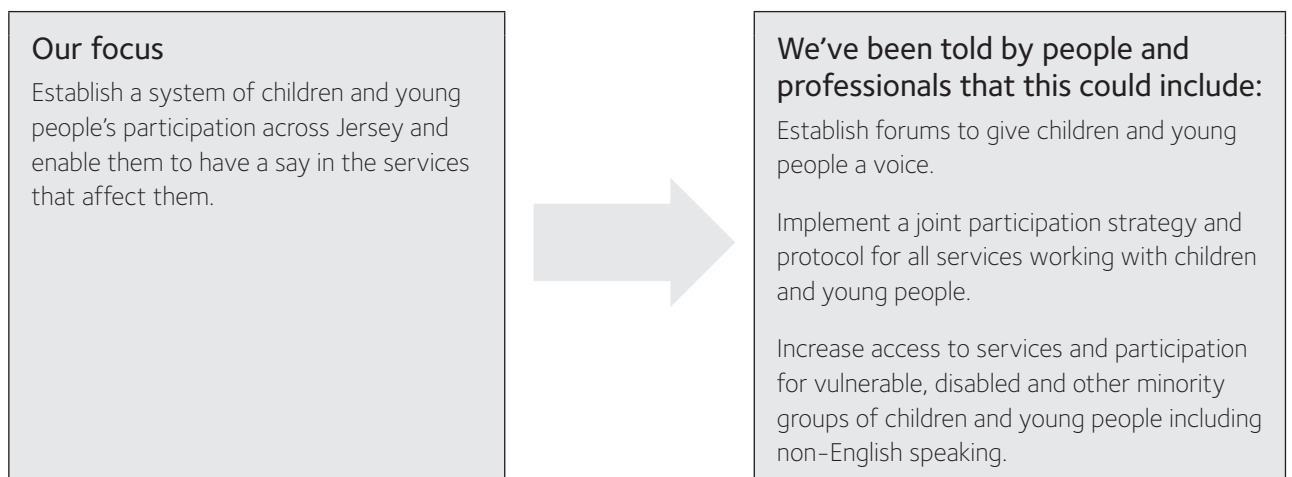 Our focus
Establish a system of children and young
people’s participation across Jersey and
enable them to have a say in the services
that affect them.
We’ve been told by people and
professionals that this could include:
Establish forums to give children and young
people a voice.
Implement a joint participation strategy and
protocol for all services working with children
and young people.
Increase access to services and participation
for vulnerable, disabled and other minority
groups of children and young people including
non-English speaking.